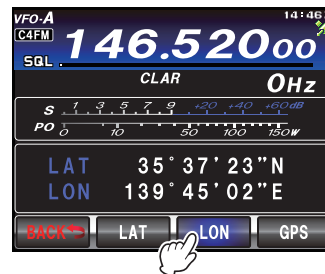 VFO-A 14:46
C4FM 146.52000
SQL
CLAR 0Hz
S 1 3 5 7 9 +20 +40 +60dB
PO 0 10 50 100 150W
LAT 35°37'23"N
LON 139°45'02"E
BACK LAT LON GPS